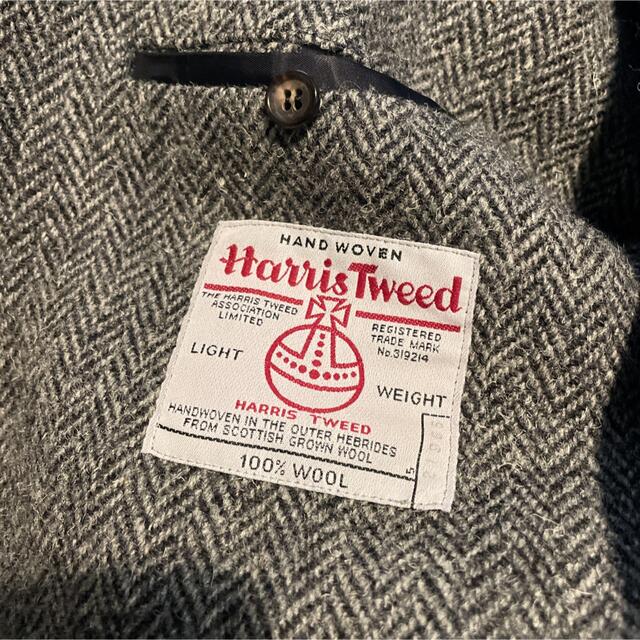 HAND WOVEN
Harris Tweed
THE HARRIS TWEED
ASSOCIATION
LIMITED
REGISTERED
TRADE MARK
No.319214
LIGHT
WEIGHT
HARRIS TWEED
HANDWOVEN IN THE OUTER HEBRIDES
FROM SCOTTISH GROWN WOOL
100% WOOL